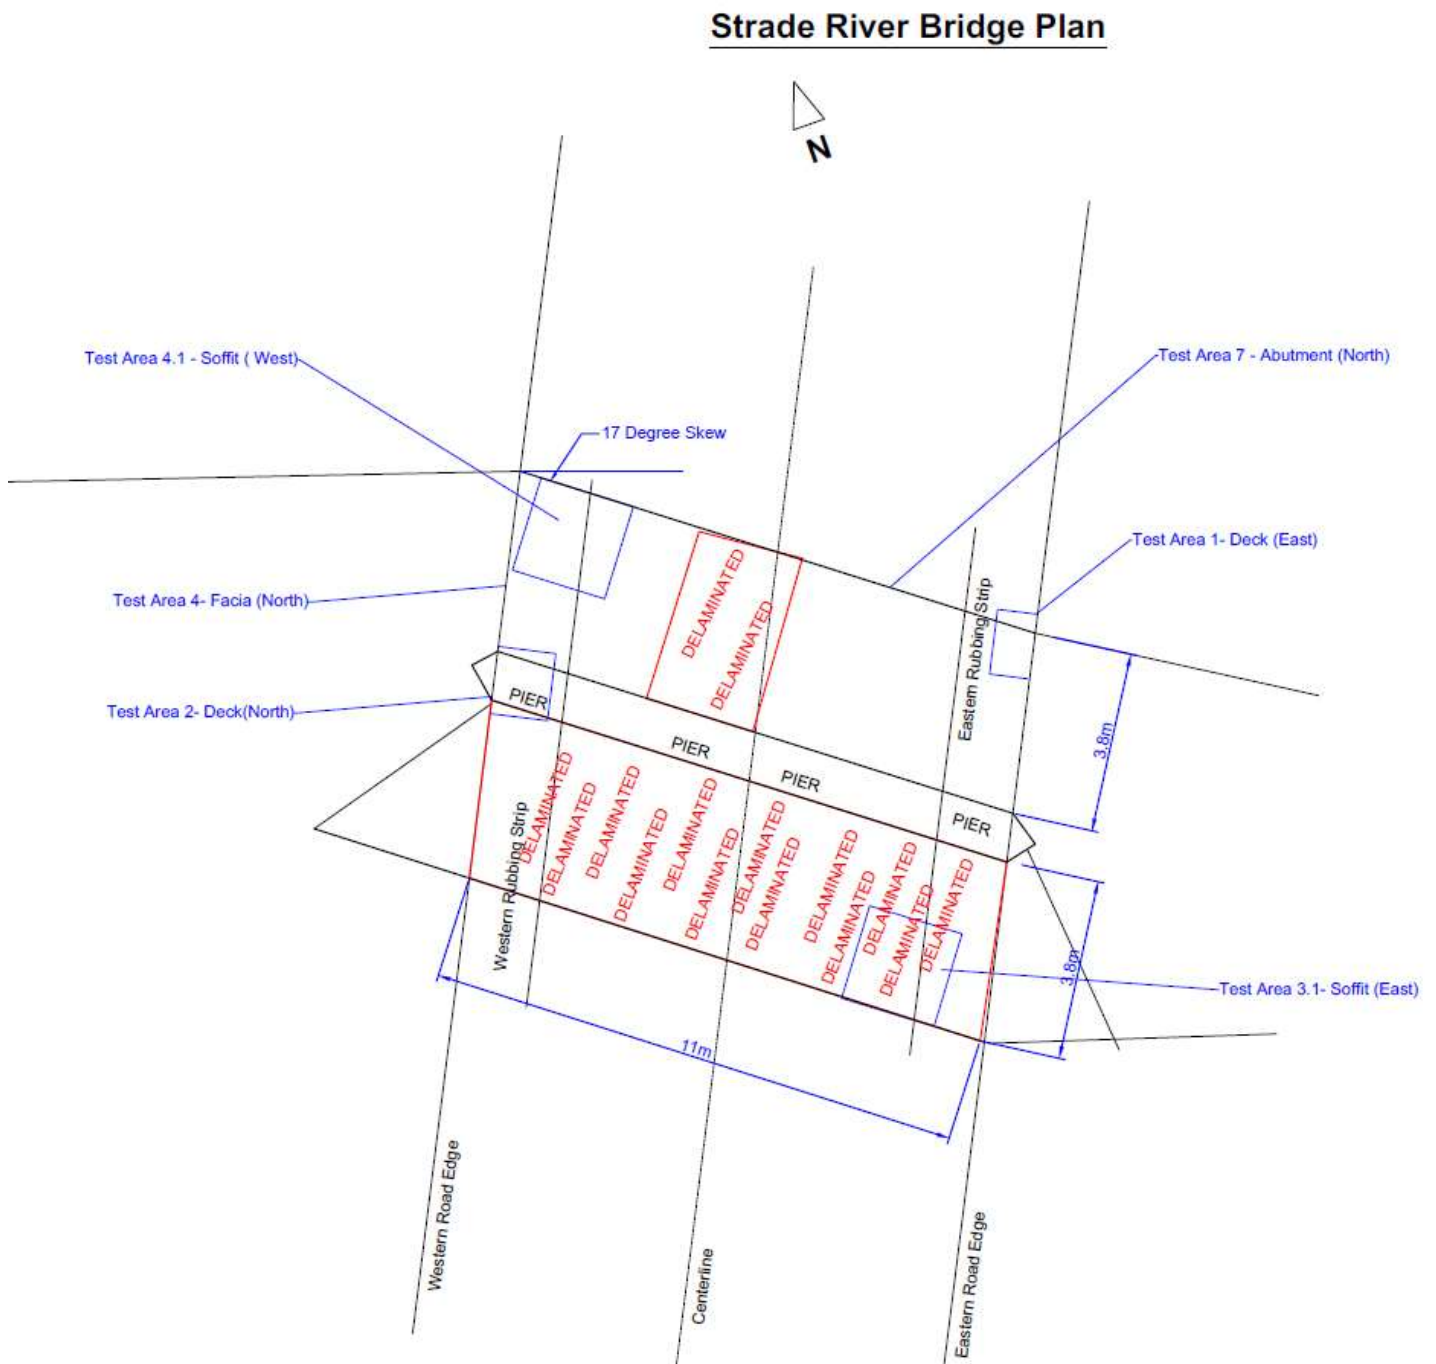 Strade River Bridge Plan
N
Test Area 4.1 - Soffit ( West)
Test Area 7 - Abutment (North)
17 Degree Skew
Test Area 1- Deck (East)
DELAMINATED
DELAMINATED
Eastern Rubbing Strip
Test Area 4- Facia (North)
Test Area 2- Deck(North)
PIER
PIER
PIER
PIER
3.8m
DELAMINATED
DELAMINATED
DELAMINATED
DELAMINATED
DELAMINATED
DELAMINATED
DELAMINATED
DELAMINATED
DELAMINATED
DELAMINATED
DELAMINATED
DELAMINATED
DELAMINATED
Western Rubbing Strip
3.8m
Test Area 3.1- Soffit (East)
11m
Western Road Edge
Centerline
Eastern Road Edge